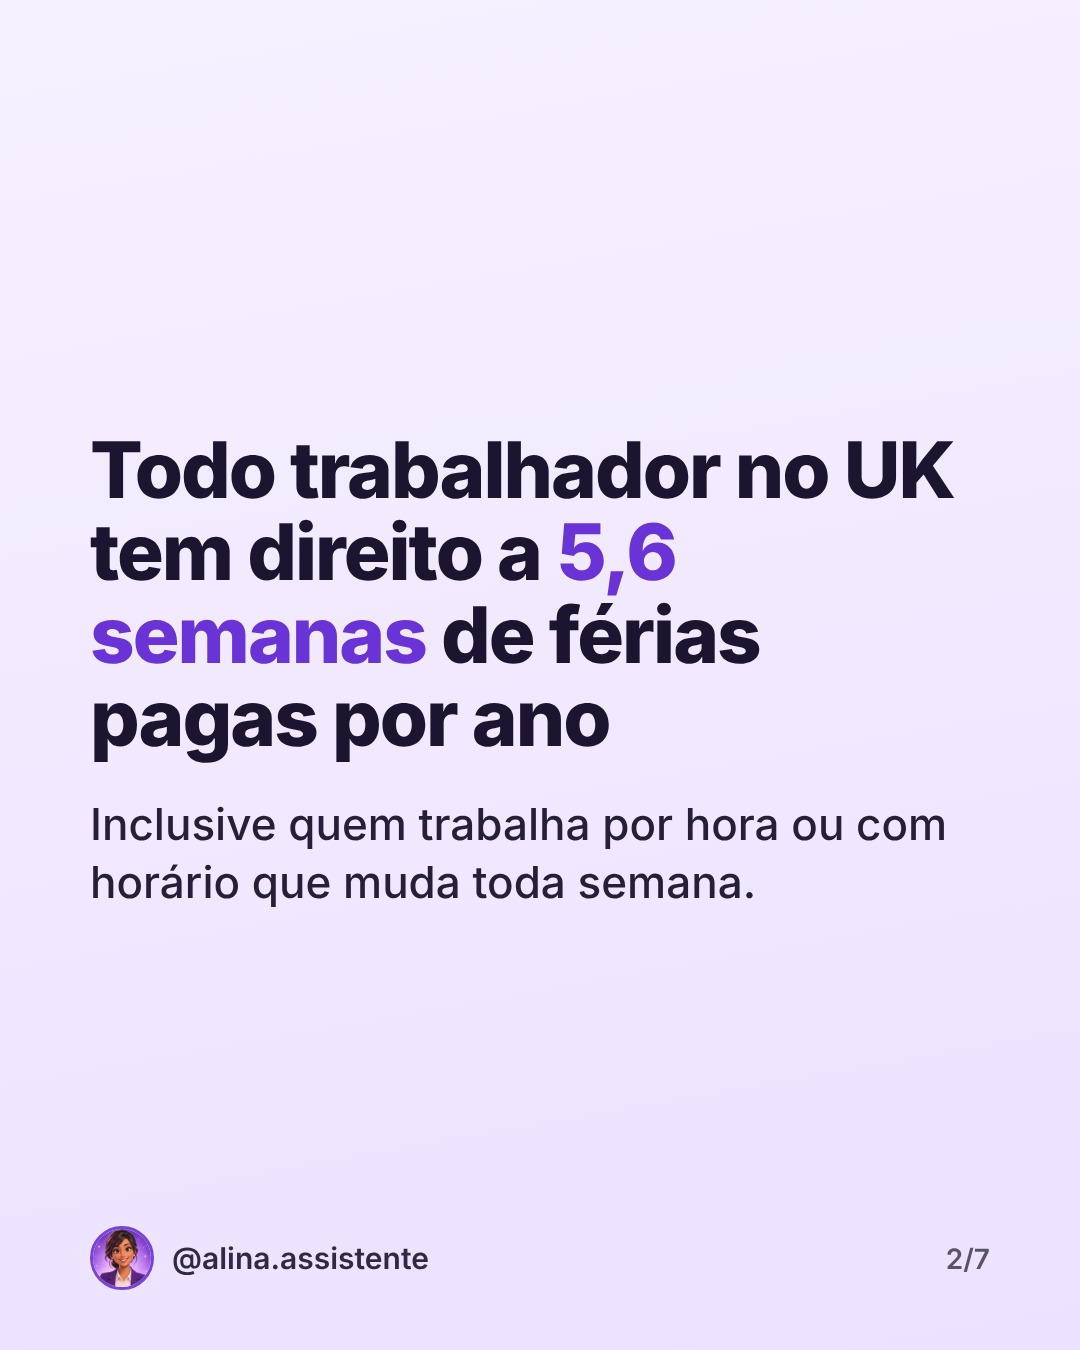 Todo trabalhador no UK
tem direito a 5,6
semanas de férias
pagas por ano
Inclusive quem trabalha por hora ou com
horário que muda toda semana.
@alina.assistente
2/7